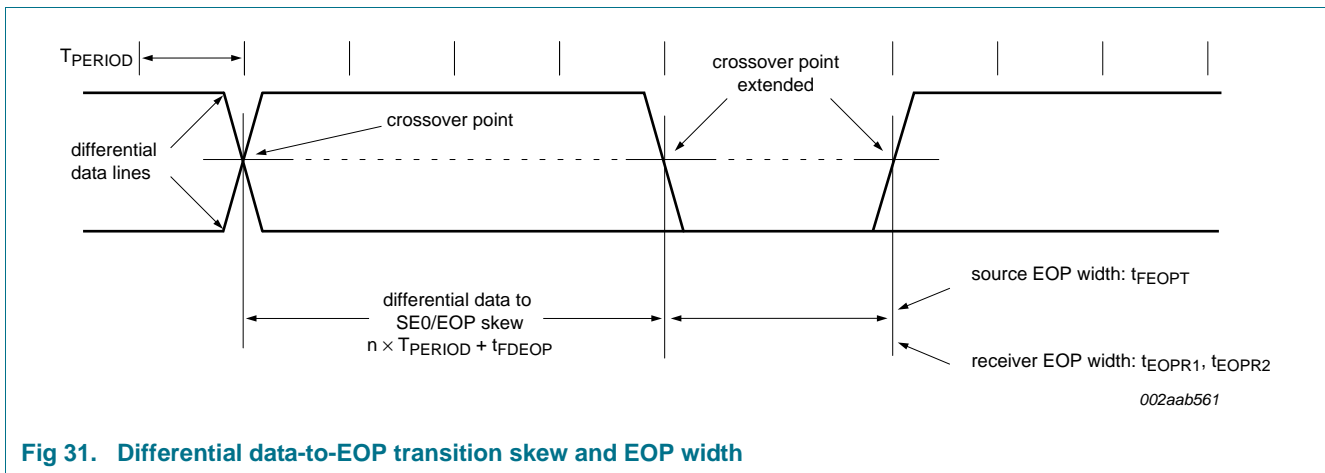 TPERIOD
crossover point
extended
crossover point
differential
data lines
source EOP width: tFEOPT
differential data to
SE0/EOP skew
n × TPERIOD + tFDEOP
receiver EOP width: tEOPR1, tEOPR2
002aab561
Fig 31. Differential data-to-EOP transition skew and EOP width